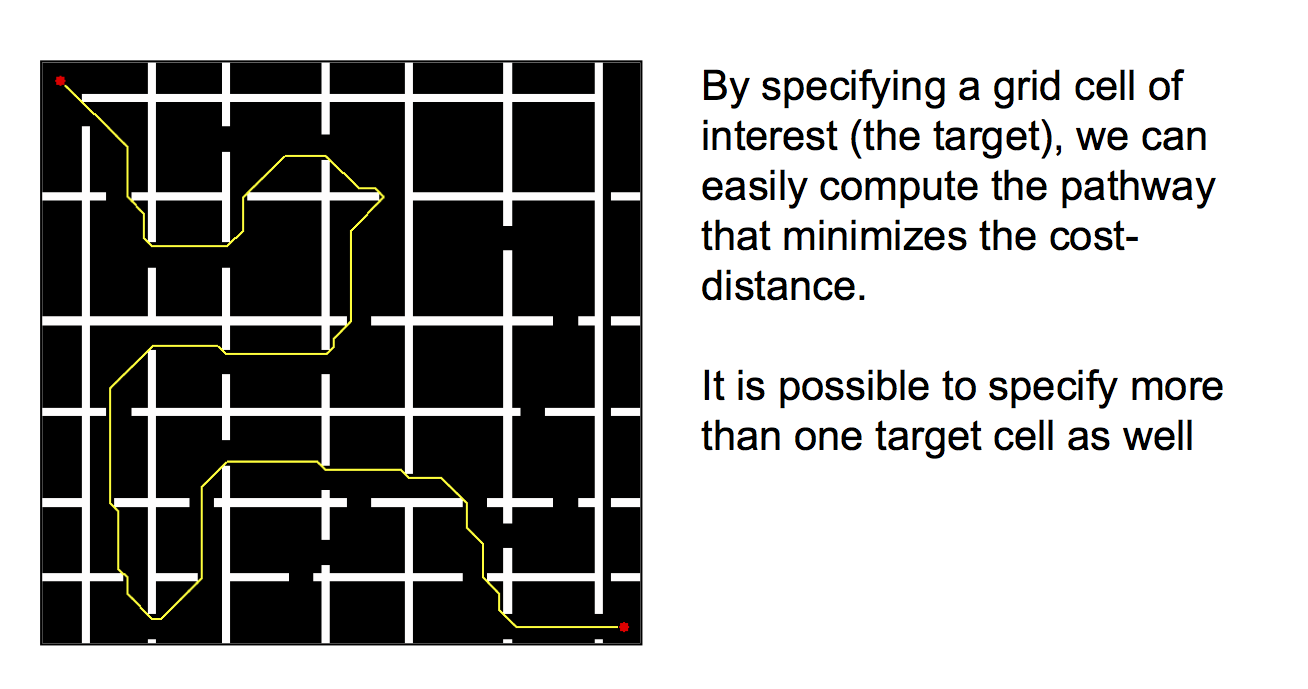 By specifying a grid cell of
interest (the target), we can
easily compute the pathway
that minimizes the cost-
distance.
It is possible to specify more
than one target cell as well